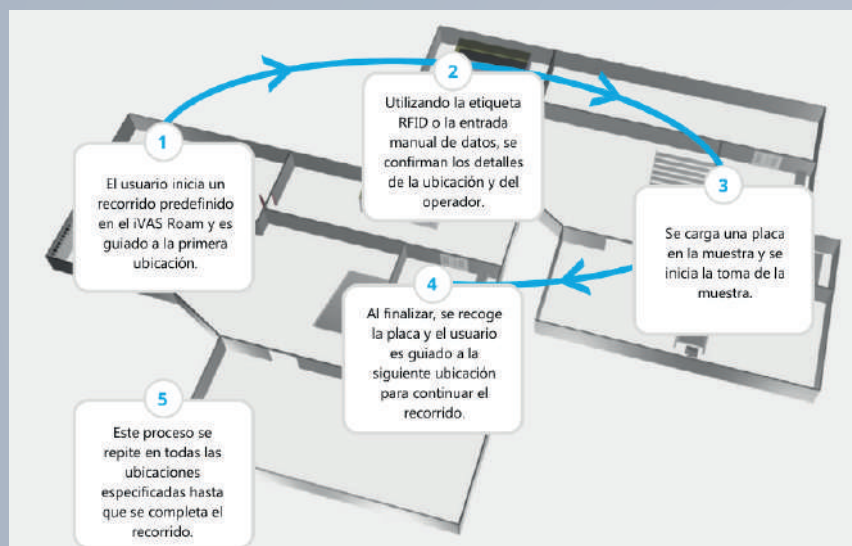 1
El usuario inicia un
recorrido predefinido
en el iVAS Roam y es
guiado a la primera
ubicación.
2
Utilizando la etiqueta
RFID o la entrada
manual de datos, se
confirman los detalles
de la ubicación y del
operador.
3
Se carga una placa
en la muestra y se
inicia la toma de la
muestra.
4
Al finalizar, se recoge
la placa y el usuario
es guiado a la
siguiente ubicación
para continuar el
recorrido.
5
Este proceso se
repite en todas las
ubicaciones
especificadas hasta
que se completa el
recorrido.